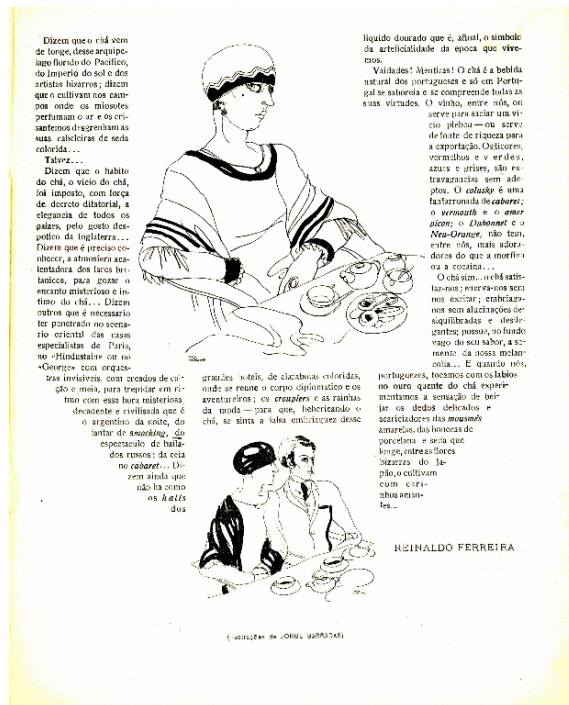 Dizem que o chá vem
de longe, desse arquipe-
lago florido do Pacifico,
do Imperio do sol e dos
artistas bizarros; dizem
que o cultivam nos cam-
pos onde os miosotes
perfumam o ar e os cri-
santemos desgrenham as
suas cabeleiras de seda
colorida...
Talvez...
Dizem que o habito
do chá, o vicio do chá,
foi imposto, com força
de decreto ditatorial, a
elegancia de todos os
paizes, pelo gosto des-
potico da Inglaterra...
Dizem que é preciso co-
nhecer, a atmosfera aca-
lentadora dos lares bri-
tanicos, para gozar o
encanto misterioso e in-
timo do chá... Dizem
outros que é necessario
ter penetrado no scena-
rio oriental das casas
especialistas de Paris,
no «Hindustain» ou no
«George» com orques-
tras invisiveis, com creados de cal-
ção e meia, para trepidar em ri-
tmo com essa hora misteriosa,
decadente e civilisada que é
o argentino da noite, do
jantar de smocking, do
espectaculo de baila-
dos russos; da ceia
no cabaret... Di-
zem ainda que
não ha como
os halls
dos
grandes hoteis, de claraboias coloridas,
onde se reune o corpo diplomatico e os
aventureiros; os croupiers e as rainhas
da moda — para que, bebericando o
chá, se sinta a falsa embriaguez desse
liquido dourado que é, afinal, o simbolo
da arteficialidade da epoca que vive-
mos.
Vaidades! Mentiras! O chá é a bebida
natural dos portugueses e só em Portu-
gal se saboreia e se compreende todas as
suas virtudes. O vinho, entre nós, ou
serve para saciar um vi-
cio plebeu — ou serve
de fonte de riqueza para
a exportação. Os licores,
vermelhos e verdes,
azues e grises, são ex-
travagancias sem ade-
ptos. O colusky é uma
fanfarronada de cabaret;
o vermouth e o amer
picon; o Dubonnet e o
Neu-Orange, não tem,
entre nós, mais adora-
dores do que a morfina
ou a cocaina...
O chá sim... o chá satis-
faz-nos; enerva-nos sem
nos excitar; embriaga-
nos sem alucinações de-
siquilibradas e desile-
gantes; possue, no fundo
vago do seu sabor, a se-
mente da nossa melan-
colia... E quando nós,
portuguezes, tocamos com os labios
no ouro quente do chá experi-
mentamos a sensação de bei-
jar os dedos delicados e
acariciadores das mousmês
amarelas, das bonecas de
porcelana e seda que
longe, entre as flores
bizarras do Ja-
pão, o cultivam
com cari-
nhos aman-
tes...
REINALDO FERREIRA
(Ilustrações de JORGE BARRADAS)